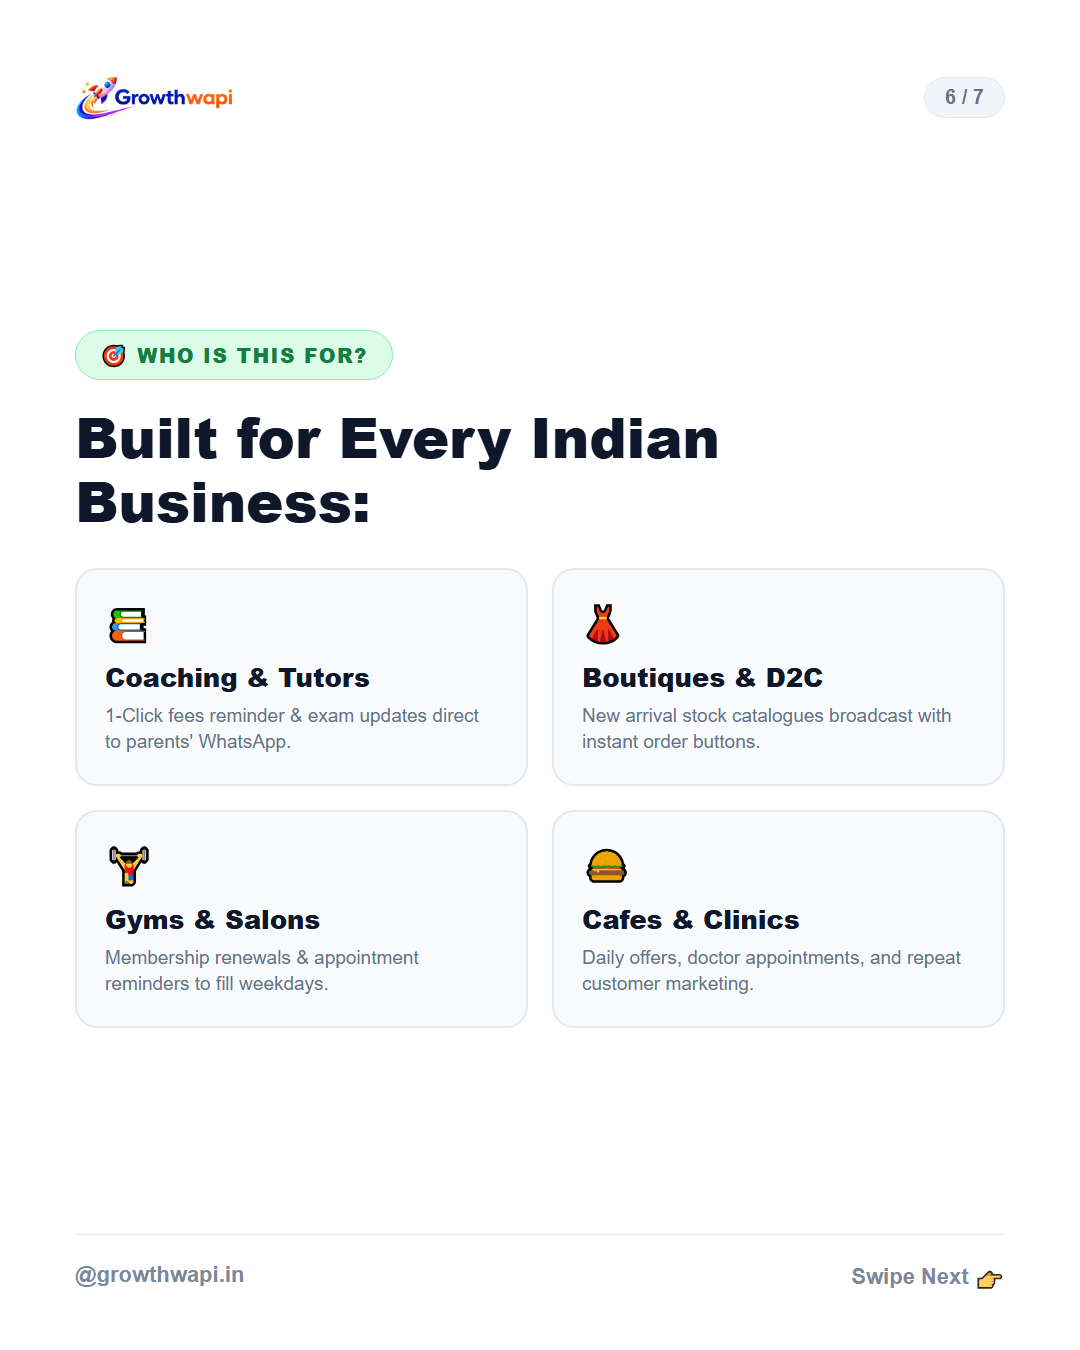 Growthwapi
6 / 7
🎯 WHO IS THIS FOR?
Built for Every Indian
Business:
Coaching & Tutors
1-Click fees reminder & exam updates direct
to parents' WhatsApp.
Boutiques & D2C
New arrival stock catalogues broadcast with
instant order buttons.
Gyms & Salons
Membership renewals & appointment
reminders to fill weekdays.
Cafes & Clinics
Daily offers, doctor appointments, and repeat
customer marketing.
@growthwapi.in
Swipe Next 👉